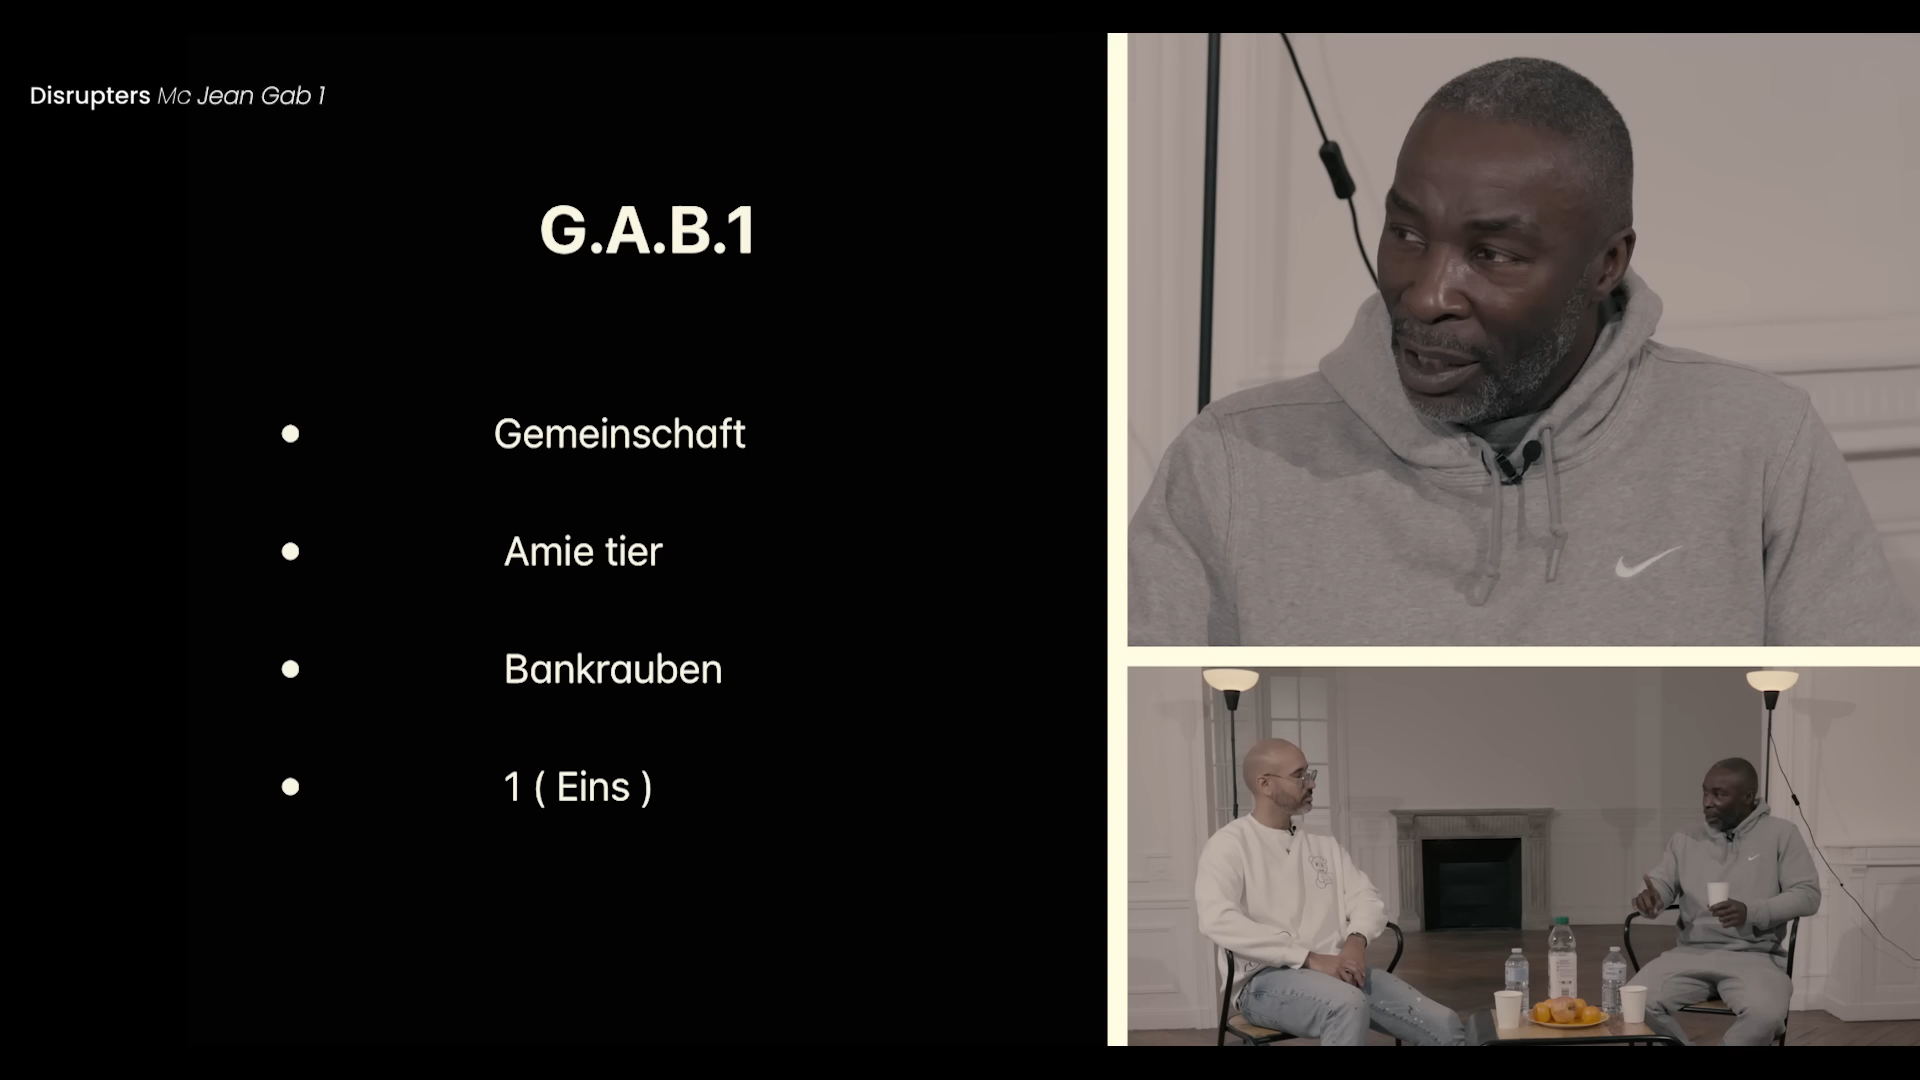 Disrupters Mc Jean Gab 1
G.A.B.1
• Gemeinschaft
• Amie tier
• Bankrauben
• 1 ( Eins )